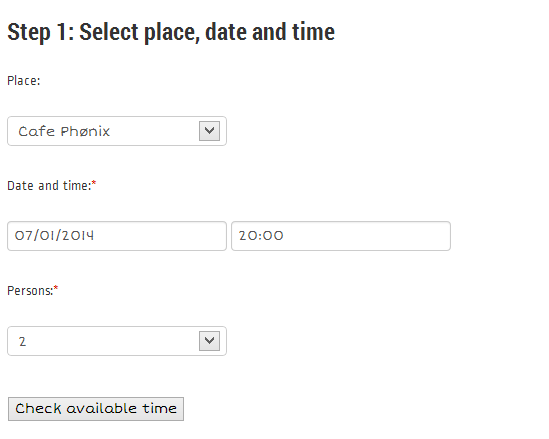 Step 1: Select place, date and time
Place:
Cafe Phønix
Date and time:*
07/01/2014 20:00
Persons:*
2
Check available time